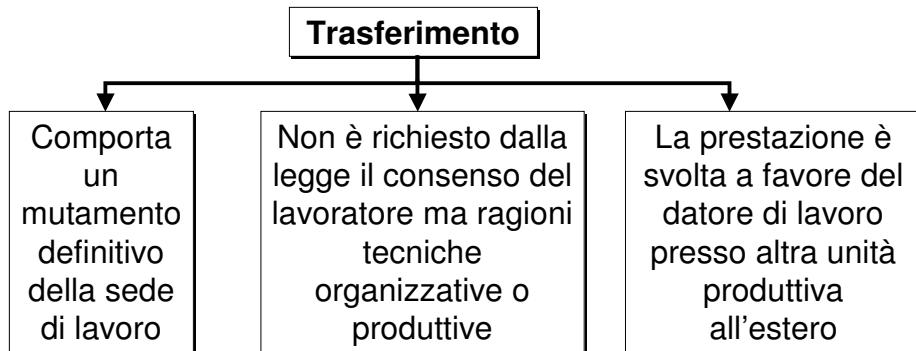 Trasferimento
Comporta
un
mutamento
definitivo
della sede
di lavoro
Non è richiesto dalla
legge il consenso del
lavoratore ma ragioni
tecniche
organizzative o
produttive
La prestazione è
svolta a favore del
datore di lavoro
presso altra unità
produttiva
all'estero